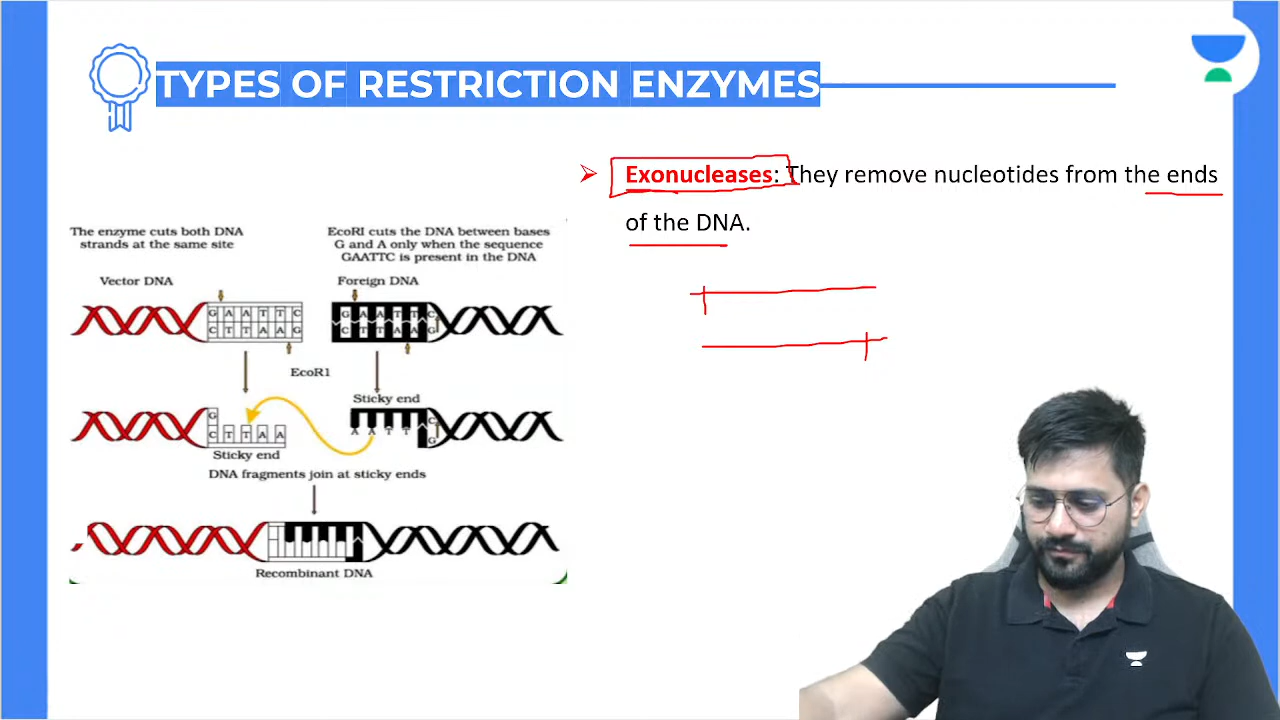 TYPES OF RESTRICTION ENZYMES
Exonucleases: They remove nucleotides from the ends
of the DNA.
The enzyme cuts both DNA
strands at the same site
EcoRI cuts the DNA between bases
G and A only when the sequence
GAATTC is present in the DNA
Vector DNA
Foreign DNA
G A A T T C
C T T A A G
G A A T T C
C T T A A G
EcoR1
Sticky end
G
C T T A A
A A T T
C
G
Sticky end
DNA fragments join at sticky ends
Recombinant DNA